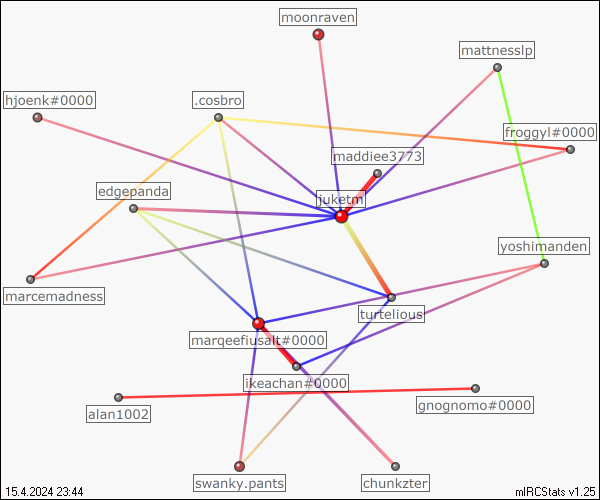 moonraven
mattnesslp
hjoenk#0000
.cosbro
froggyl#0000
maddiee3773
edgepanda
juketm
yoshimanden
marcemadness
turtelious
marqeefiusalt#0000
ikeachan#0000
gnognomo#0000
alan1002
swanky.pants
chunkzter
15.4.2024 23:44
mIRCStats v1.25